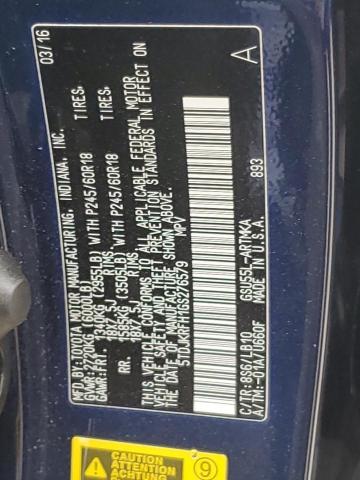 MFD.BY:TOYOTA MOTOR MANUFACTURING, INDIANA, INC. 03/16
GVWR:2720KG (6000LB)
GAWR:FRT. 1340KG (2955LB) WITH P245/60R18 TIRES,
18X7.5J RIMS
RR. 1589KG (3505LB) WITH P245/60R18 TIRES,
18X7.5J RIMS
THIS VEHICLE CONFORMS TO ALL APPLICABLE FEDERAL MOTOR
VEHICLE SAFETY, THEFT PREVENTION STANDARDS IN EFFECT ON
THE DATE OF MANUFACTURE SHOWN ABOVE.
5TDJKRFH1GS276579 MPV A
893
C/TR:8S6/LB10 GSU55L-ARTMKA
A/TM:-01A/U660F MADE IN U.S.A.
9
CAUTION
ACHTUNG
ATTENTION